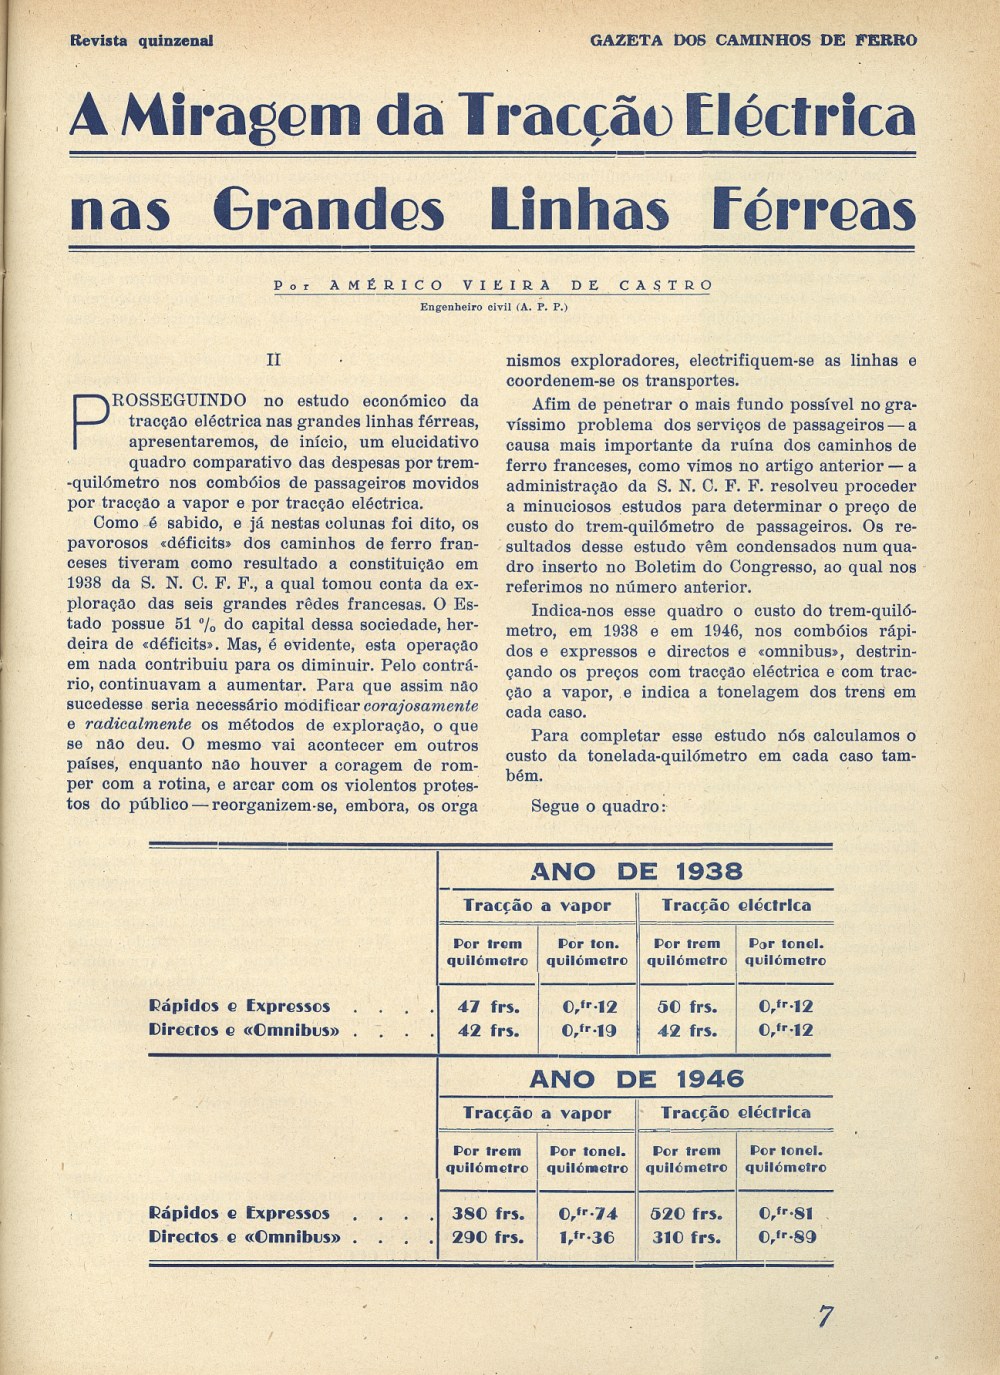 Revista quinzenal
GAZETA DOS CAMINHOS DE FERRO
A Miragem da Tracção Eléctrica
nas Grandes Linhas Férreas
Por AMÉRICO VIEIRA DE CASTRO
Engenheiro civil (A. P. P.)
II
PROSSEGUINDO no estudo económico da
tracção eléctrica nas grandes linhas férreas,
apresentaremos, de início, um elucidativo
quadro comparativo das despesas por trem-
-quilómetro nos combóios de passageiros movidos
por tracção a vapor e por tracção eléctrica.
Como é sabido, e já nestas colunas foi dito, os
pavorosos «déficits» dos caminhos de ferro fran-
ceses tiveram como resultado a constituição em
1938 da S. N. C. F. F., a qual tomou conta da ex-
ploração das seis grandes rêdes francesas. O Es-
tado possue 51 % do capital dessa sociedade, her-
deira de «déficits». Mas, é evidente, esta operação
em nada contribuiu para os diminuir. Pelo contrá-
rio, continuavam a aumentar. Para que assim não
sucedesse seria necessário modificar corajosamente
e radicalmente os métodos de exploração, o que
se não deu. O mesmo vai acontecer em outros
países, enquanto não houver a coragem de rom-
per com a rotina, e arcar com os violentos protes-
tos do público — reorganizem-se, embora, os orga
nismos exploradores, electrifiquem-se as linhas e
coordenem-se os transportes.
Afim de penetrar o mais fundo possível no gra-
víssimo problema dos serviços de passageiros — a
causa mais importante da ruína dos caminhos de
ferro franceses, como vimos no artigo anterior — a
administração da S. N. C. F. F. resolveu proceder
a minuciosos estudos para determinar o preço de
custo do trem-quilómetro de passageiros. Os re-
sultados desse estudo vêm condensados num qua-
dro inserto no Boletim do Congresso, ao qual nos
referimos no número anterior.
Indica-nos esse quadro o custo do trem-quiló-
metro, em 1938 e em 1946, nos combóios rápi-
dos e expressos e directos e «omnibus», destrin-
çando os preços com tracção eléctrica e com trac-
ção a vapor, e indica a tonelagem dos trens em
cada caso.
Para completar esse estudo nós calculamos o
custo da tonelada-quilómetro em cada caso tam-
bém.
Segue o quadro:
ANO DE 1938
Tracção a vapor Tracção eléctrica
Por trem Por ton. Por trem Por tonel.
quilómetro quilómetro quilómetro quilómetro
Rápidos e Expressos . . . . 47 frs. 0,fr.12 50 frs. 0,fr.12
Directos e «Omnibus» . . . . 42 frs. 0,fr.19 42 frs. 0,fr.12
ANO DE 1946
Tracção a vapor Tracção eléctrica
Por trem Por tonel. Por trem Por tonel.
quilómetro quilómetro quilómetro quilómetro
Rápidos e Expressos . . . . 380 frs. 0,fr.74 520 frs. 0,fr.81
Directos e «Omnibus» . . . . 290 frs. 1,fr.36 310 frs. 0,fr.89
7